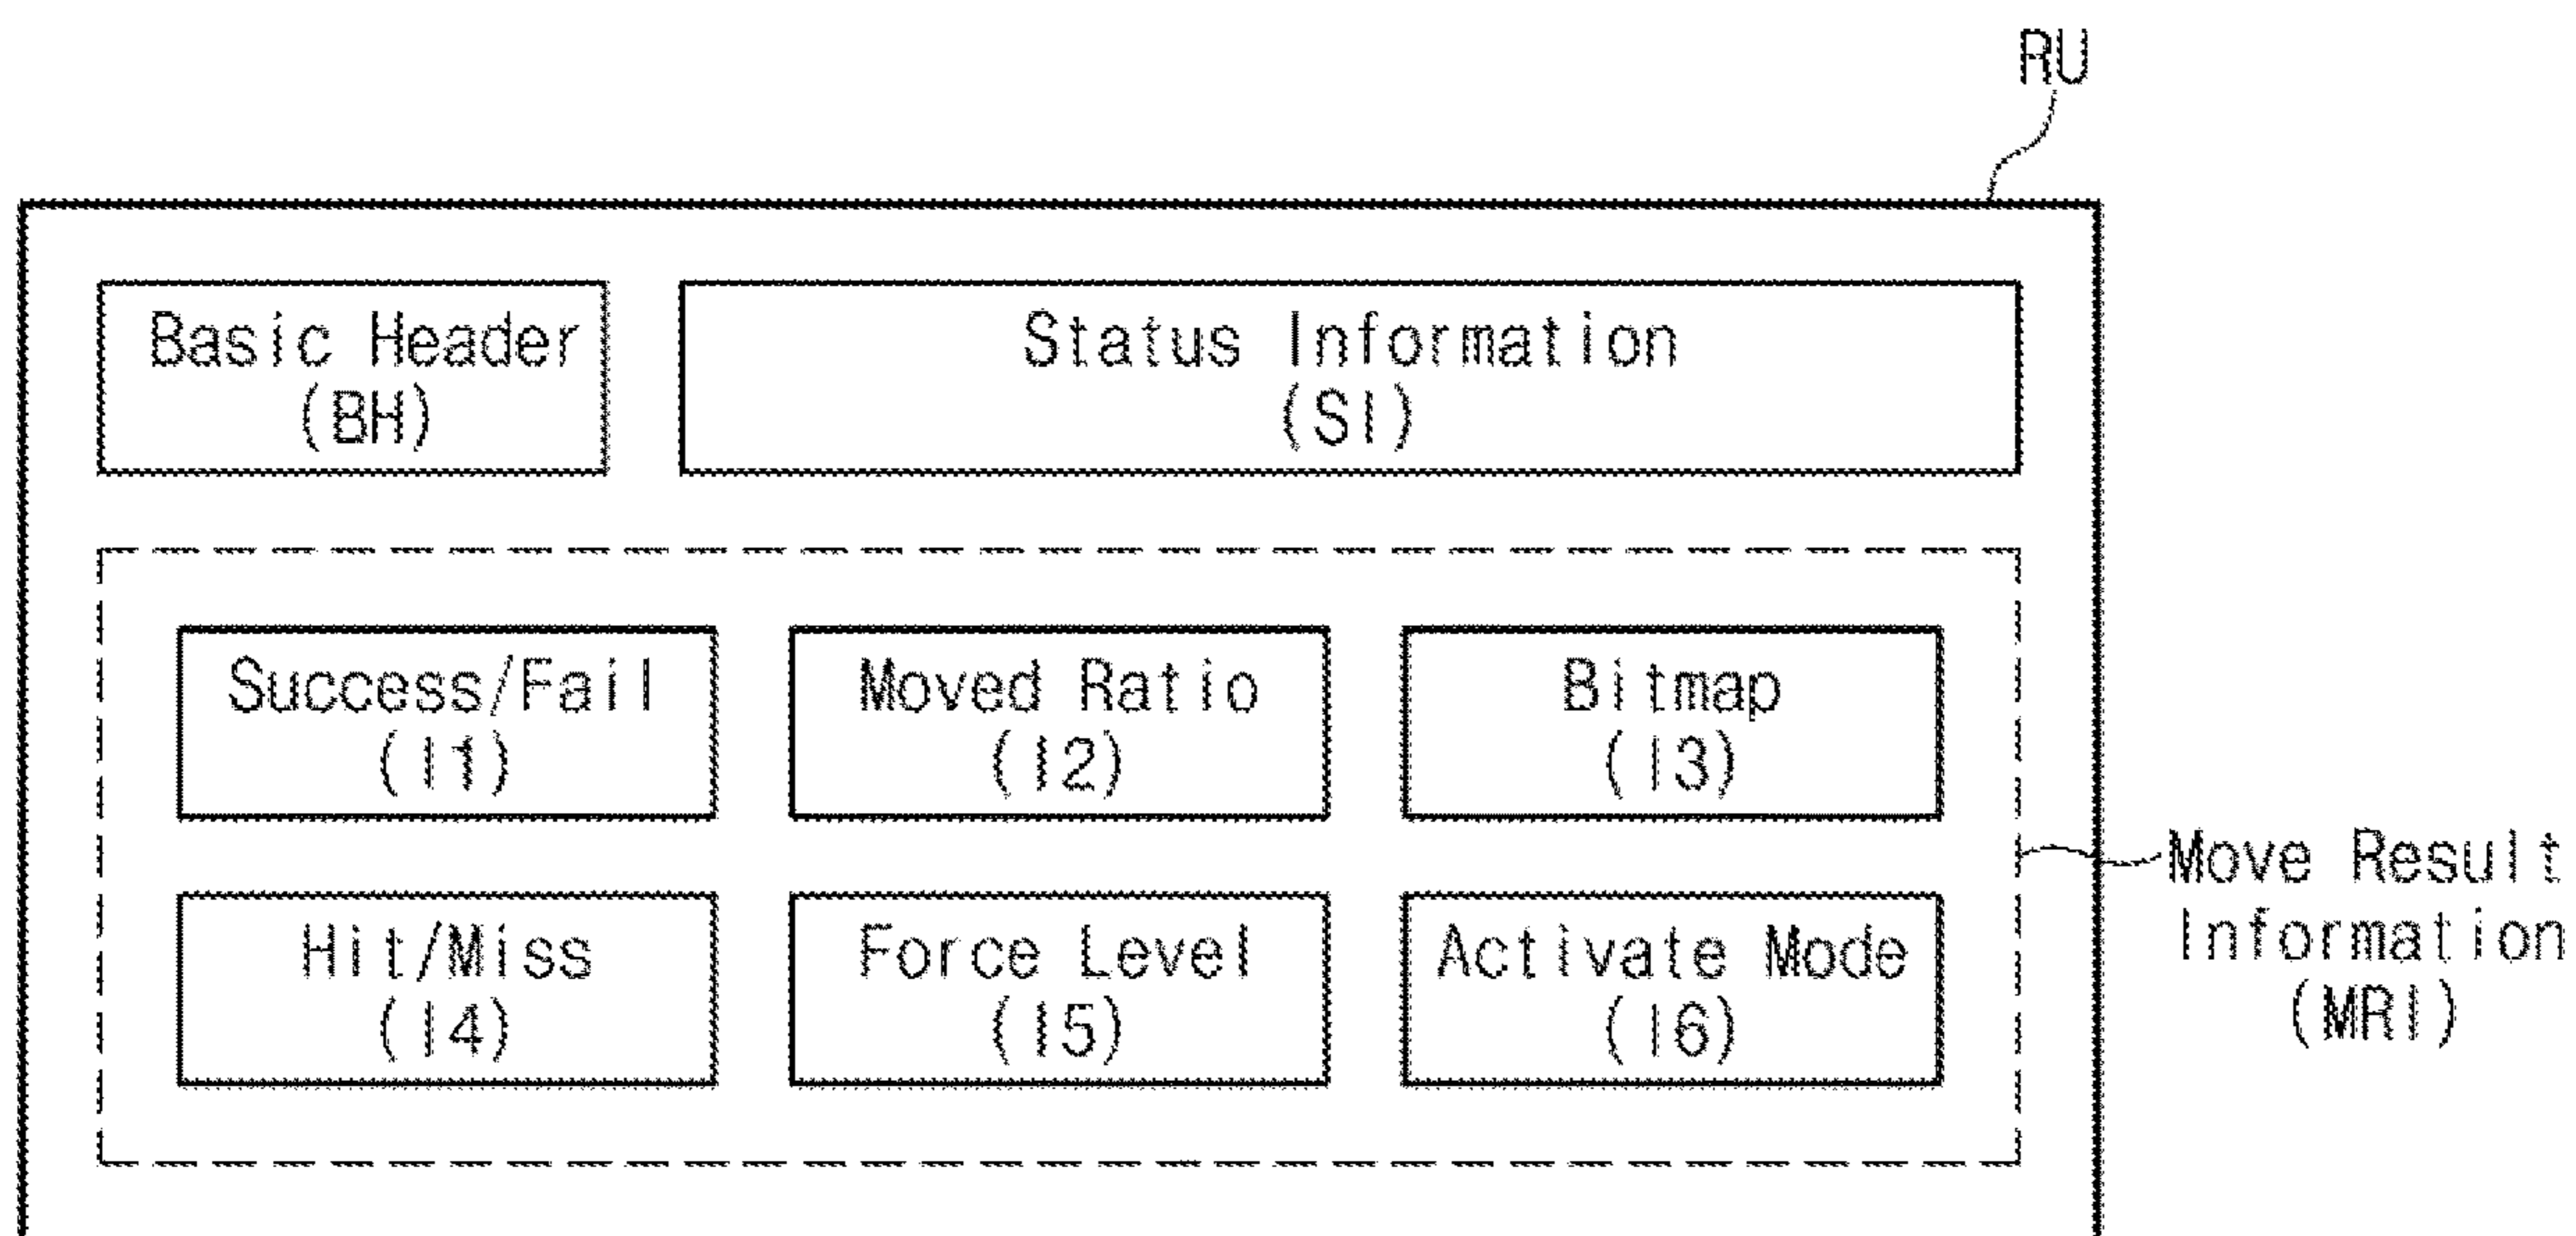 RU
Basic Header
(BH)
Status Information
(SI)
Success/Fail
(I1)
Moved Ratio
(I2)
Bitmap
(I3)
Hit/Miss
(I4)
Force Level
(I5)
Activate Mode
(I6)
Move Result
Information
(MRI)